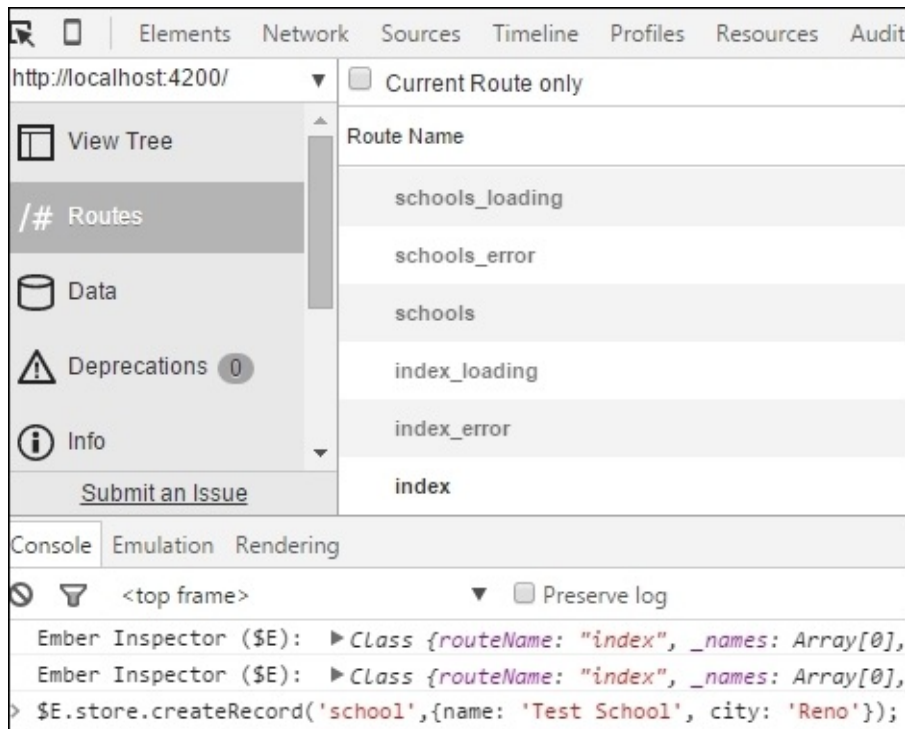 Elements Network Sources Timeline Profiles Resources Audit
http://localhost:4200/
Current Route only
View Tree
/# Routes
Data
Deprecations 0
Info
Submit an Issue
Route Name
schools_loading
schools_error
schools
index_loading
index_error
index
Console Emulation Rendering
<top frame> Preserve log
Ember Inspector ($E): Class {routeName: "index", _names: Array[0],
Ember Inspector ($E): Class {routeName: "index", _names: Array[0],
> $E.store.createRecord('school',{name: 'Test School', city: 'Reno'});